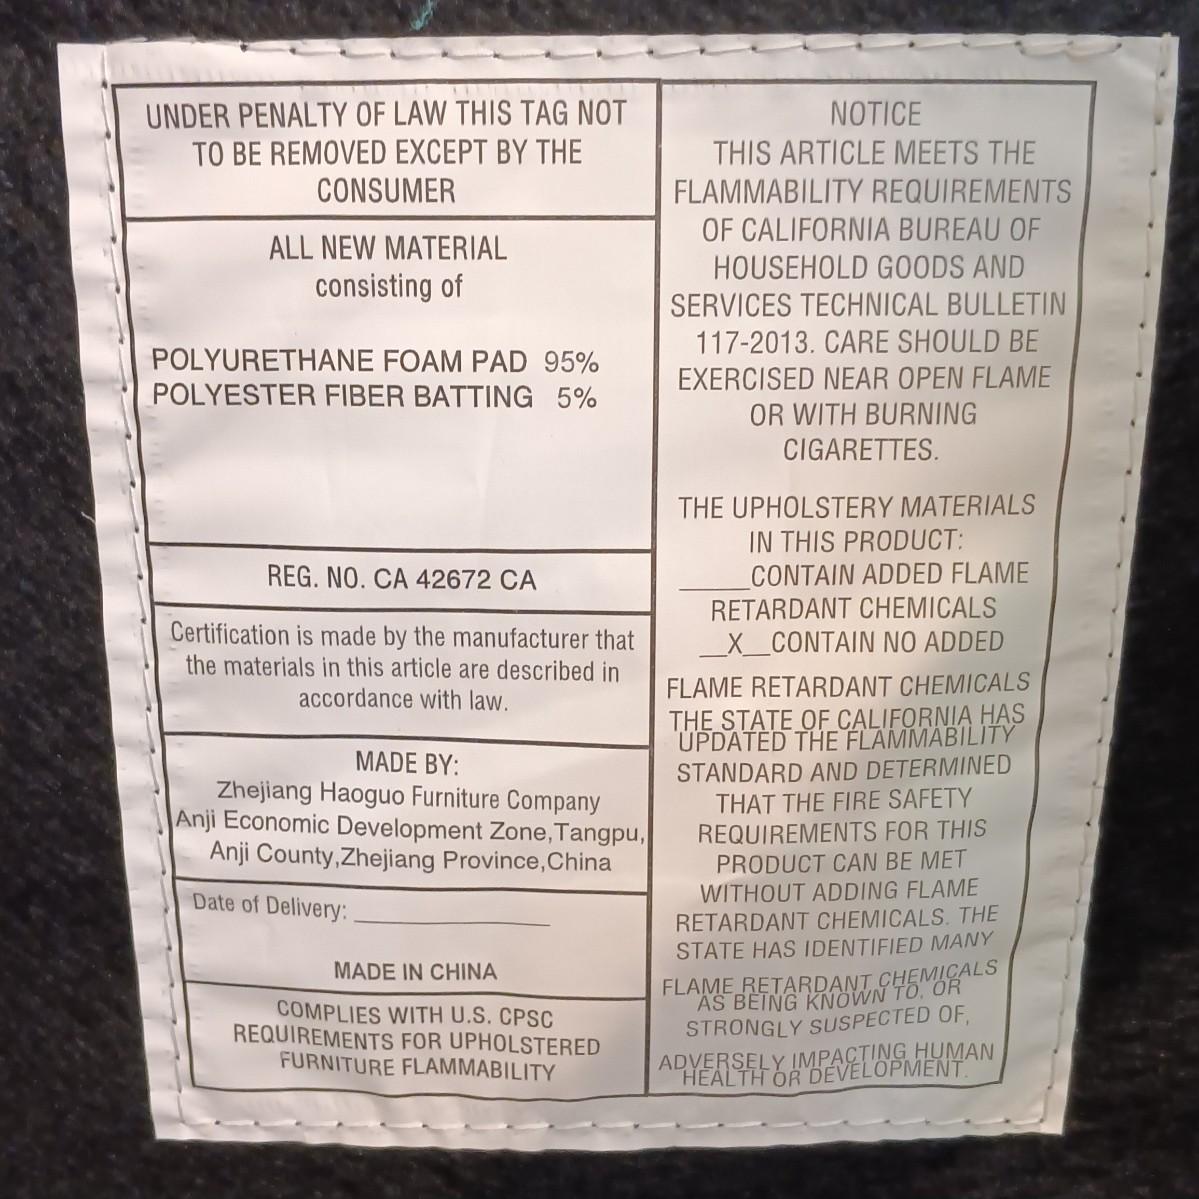 UNDER PENALTY OF LAW THIS TAG NOT
TO BE REMOVED EXCEPT BY THE
CONSUMER
ALL NEW MATERIAL
consisting of
POLYURETHANE FOAM PAD 95%
POLYESTER FIBER BATTING 5%
REG. NO. CA 42672 CA
Certification is made by the manufacturer that
the materials in this article are described in
accordance with law.
MADE BY:
Zhejiang Haoguo Furniture Company
Anji Economic Development Zone,Tangpu,
Anji County,Zhejiang Province,China
Date of Delivery: ____________
MADE IN CHINA
COMPLIES WITH U.S. CPSC
REQUIREMENTS FOR UPHOLSTERED
FURNITURE FLAMMABILITY
NOTICE
THIS ARTICLE MEETS THE
FLAMMABILITY REQUIREMENTS
OF CALIFORNIA BUREAU OF
HOUSEHOLD GOODS AND
SERVICES TECHNICAL BULLETIN
117-2013. CARE SHOULD BE
EXERCISED NEAR OPEN FLAME
OR WITH BURNING
CIGARETTES.
THE UPHOLSTERY MATERIALS
IN THIS PRODUCT:
_____CONTAIN ADDED FLAME
RETARDANT CHEMICALS
__X__CONTAIN NO ADDED
FLAME RETARDANT CHEMICALS
THE STATE OF CALIFORNIA HAS
UPDATED THE FLAMMABILITY
STANDARD AND DETERMINED
THAT THE FIRE SAFETY
REQUIREMENTS FOR THIS
PRODUCT CAN BE MET
WITHOUT ADDING FLAME
RETARDANT CHEMICALS. THE
STATE HAS IDENTIFIED MANY
FLAME RETARDANT CHEMICALS
AS BEING KNOWN TO, OR
STRONGLY SUSPECTED OF,
ADVERSELY IMPACTING HUMAN
HEALTH OR DEVELOPMENT.